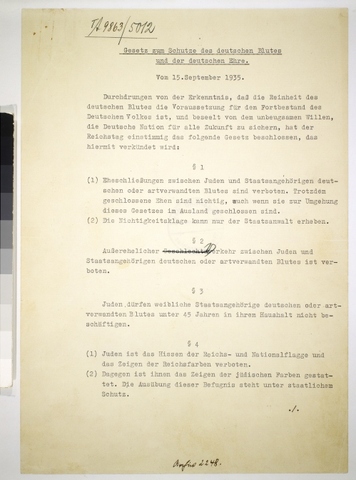 IA 9863/5012
Gesetz zum Schutze des deutschen Blutes
und der deutschen Ehre.
Vom 15.September 1935.
Durchdrungen von der Erkenntnis, daß die Reinheit des
deutschen Blutes die Voraussetzung für den Fortbestand des
Deutschen Volkes ist, und beseelt von dem unbeugsamen Willen,
die Deutsche Nation für alle Zukunft zu sichern, hat der
Reichstag einstimmig das folgende Gesetz beschlossen, das
hiermit verkündet wird:
§ 1
(1) Eheschließungen zwischen Juden und Staatsangehörigen deut-
schen oder artverwandten Blutes sind verboten. Trotzdem
geschlossene Ehen sind nichtig, auch wenn sie zur Umgehung
dieses Gesetzes im Ausland geschlossen sind.
(2) Die Nichtigkeitsklage kann nur der Staatsanwalt erheben.
§ 2
Außerehelicher Verkehr zwischen Juden und
Staatsangehörigen deutschen oder artverwandten Blutes ist ver-
boten.
§ 3
Juden dürfen weibliche Staatsangehörige deutschen oder art-
verwandten Blutes unter 45 Jahren in ihrem Haushalt nicht be-
schäftigen.
§ 4
(1) Juden ist das Hissen der Reichs- und Nationalflagge und
das Zeigen der Reichsfarben verboten.
(2) Dagegen ist ihnen das Zeigen der jüdischen Farben gestat-
tet. Die Ausübung dieser Befugnis steht unter staatlichem
Schutz.
./.
248.